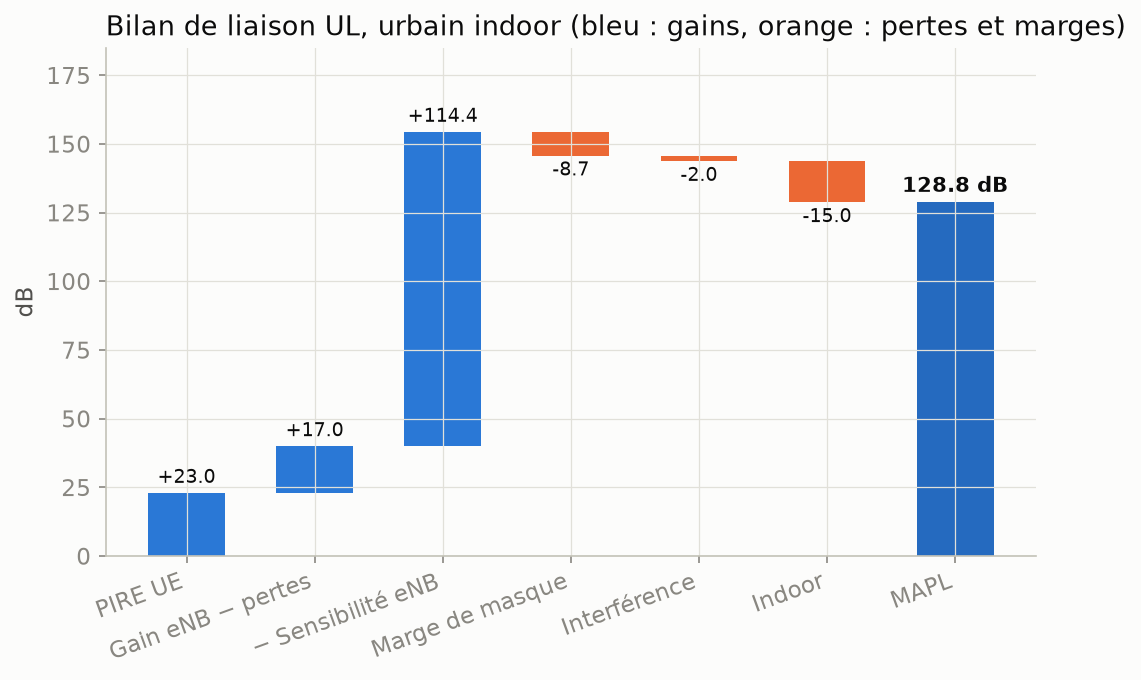 Bilan de liaison UL, urbain indoor (bleu : gains, orange : pertes et marges)
dB
175
150
125
100
75
50
25
0
+23.0
+17.0
+114.4
-8.7
-2.0
-15.0
128.8 dB
PIRE UE
Gain eNB − pertes
− Sensibilité eNB
Marge de masque
Interférence
Indoor
MAPL